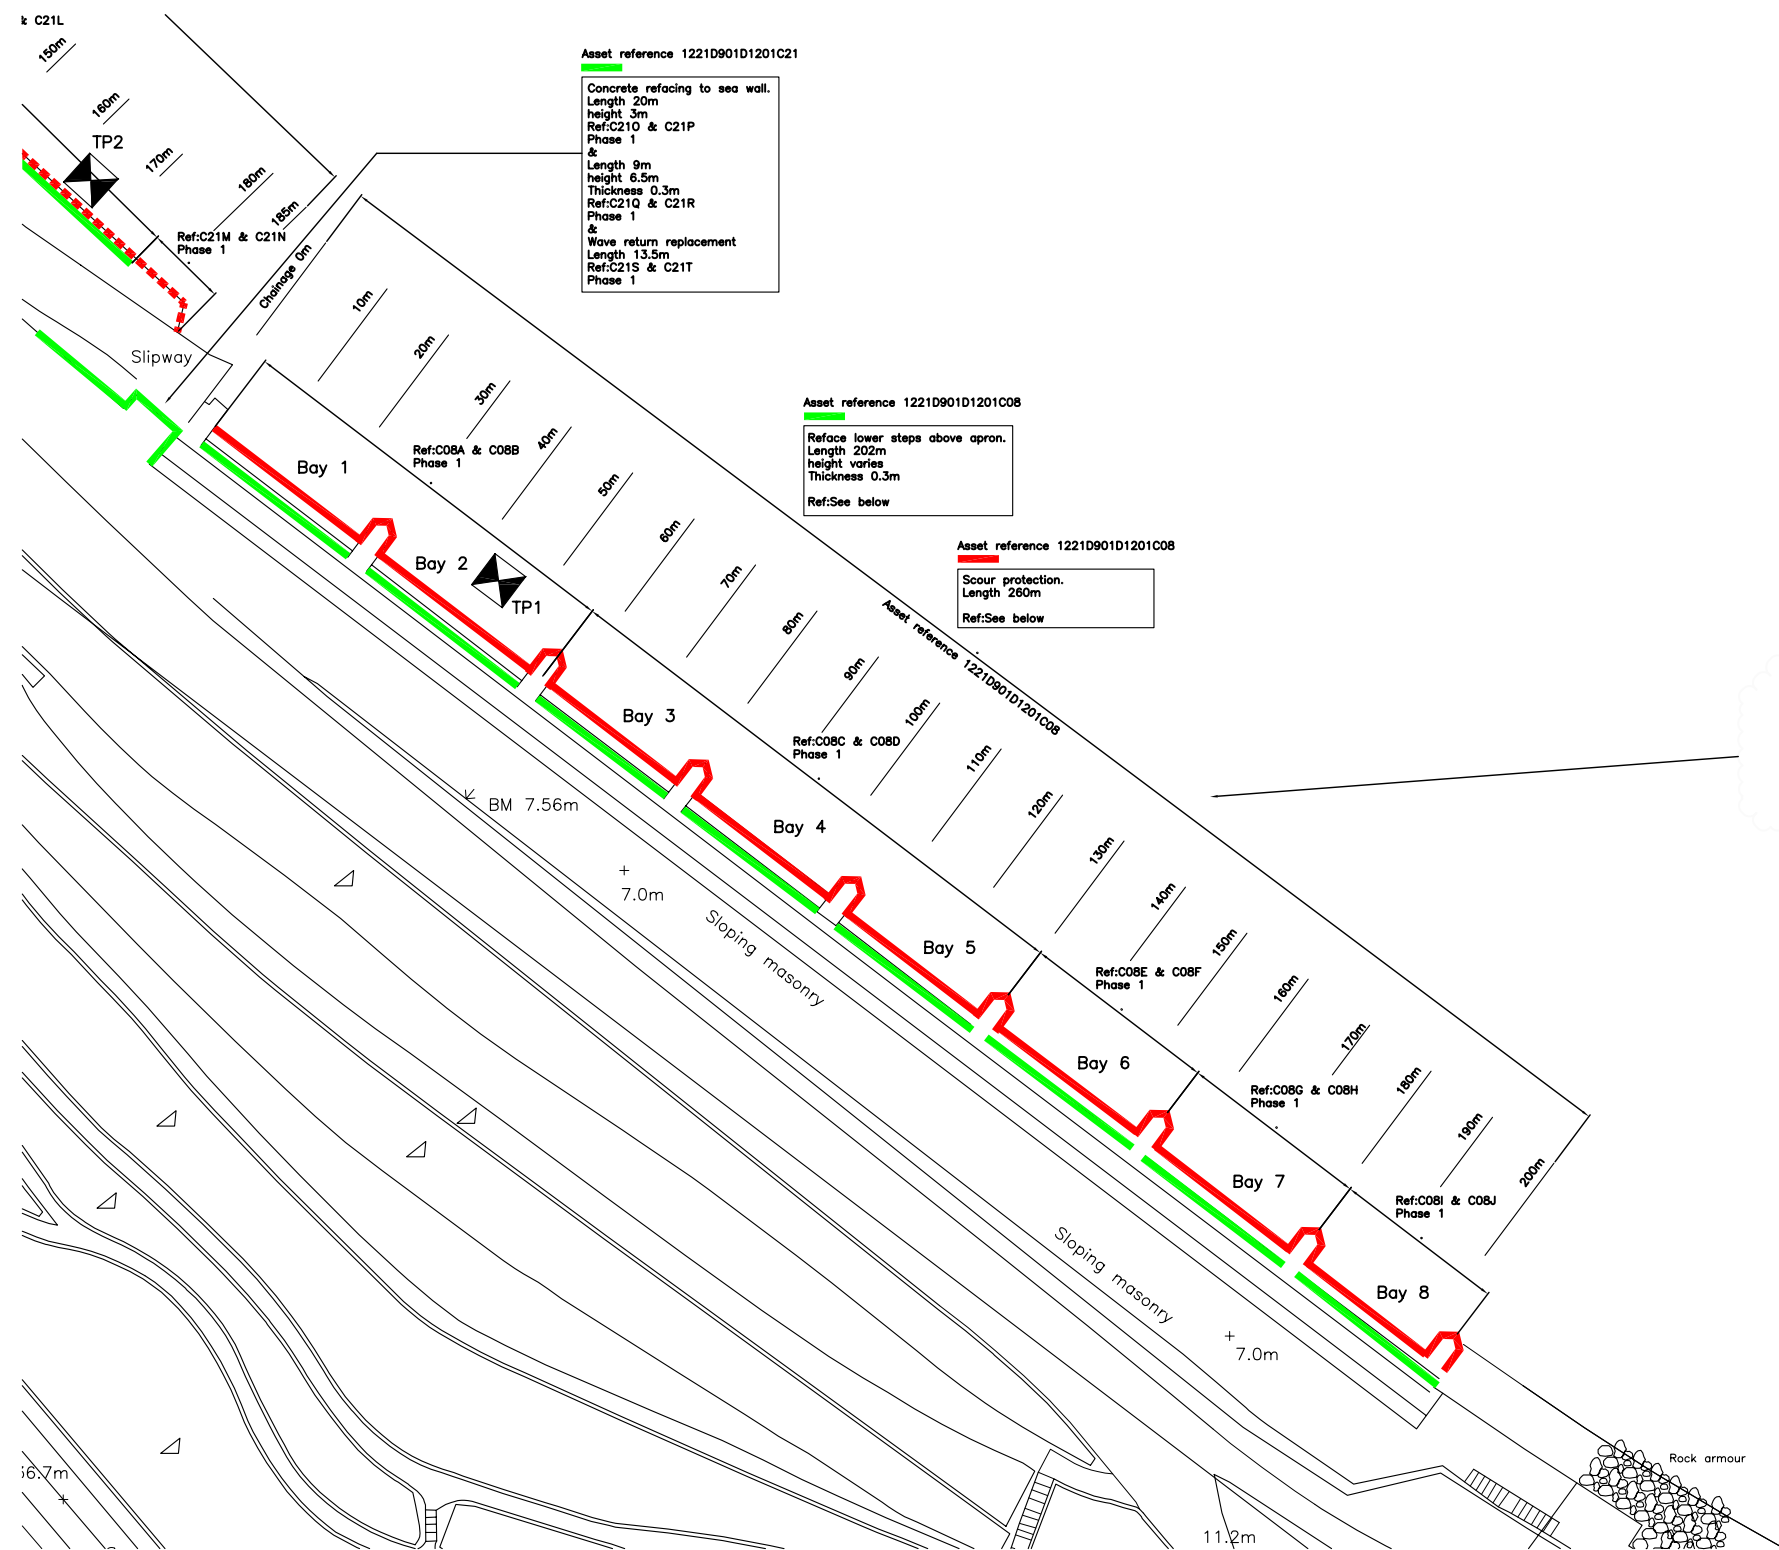 & C21L
150m
160m
TP2
170m
180m
185m
Ref:C21M & C21N
Phase 1
Chainage 0m
Slipway
Asset reference 1221D901D1201C21
Concrete refacing to sea wall.
Length 20m
height 3m
Ref:C21O & C21P
Phase 1
&
Length 9m
height 6.5m
Thickness 0.3m
Ref:C21Q & C21R
Phase 1
&
Wave return replacement
Length 13.5m
Ref:C21S & C21T
Phase 1
10m
20m
30m
40m
50m
60m
70m
80m
90m
100m
110m
120m
130m
140m
150m
160m
170m
180m
190m
200m
Asset reference 1221D901D1201C08
Reface lower steps above apron.
Length 202m
height varies
Thickness 0.3m
Ref:See below
Asset reference 1221D901D1201C08
Scour protection.
Length 260m
Ref:See below
Asset reference 1221D901D1201C08
Ref:C08A & C08B
Phase 1
Ref:C08C & C08D
Phase 1
Ref:C08E & C08F
Phase 1
Ref:C08G & C08H
Phase 1
Ref:C08I & C08J
Phase 1
Bay 1
Bay 2
TP1
Bay 3
Bay 4
Bay 5
Bay 6
Bay 7
Bay 8
BM 7.56m
7.0m
Sloping masonry
Sloping masonry
7.0m
Rock armour
11.2m
6.7m